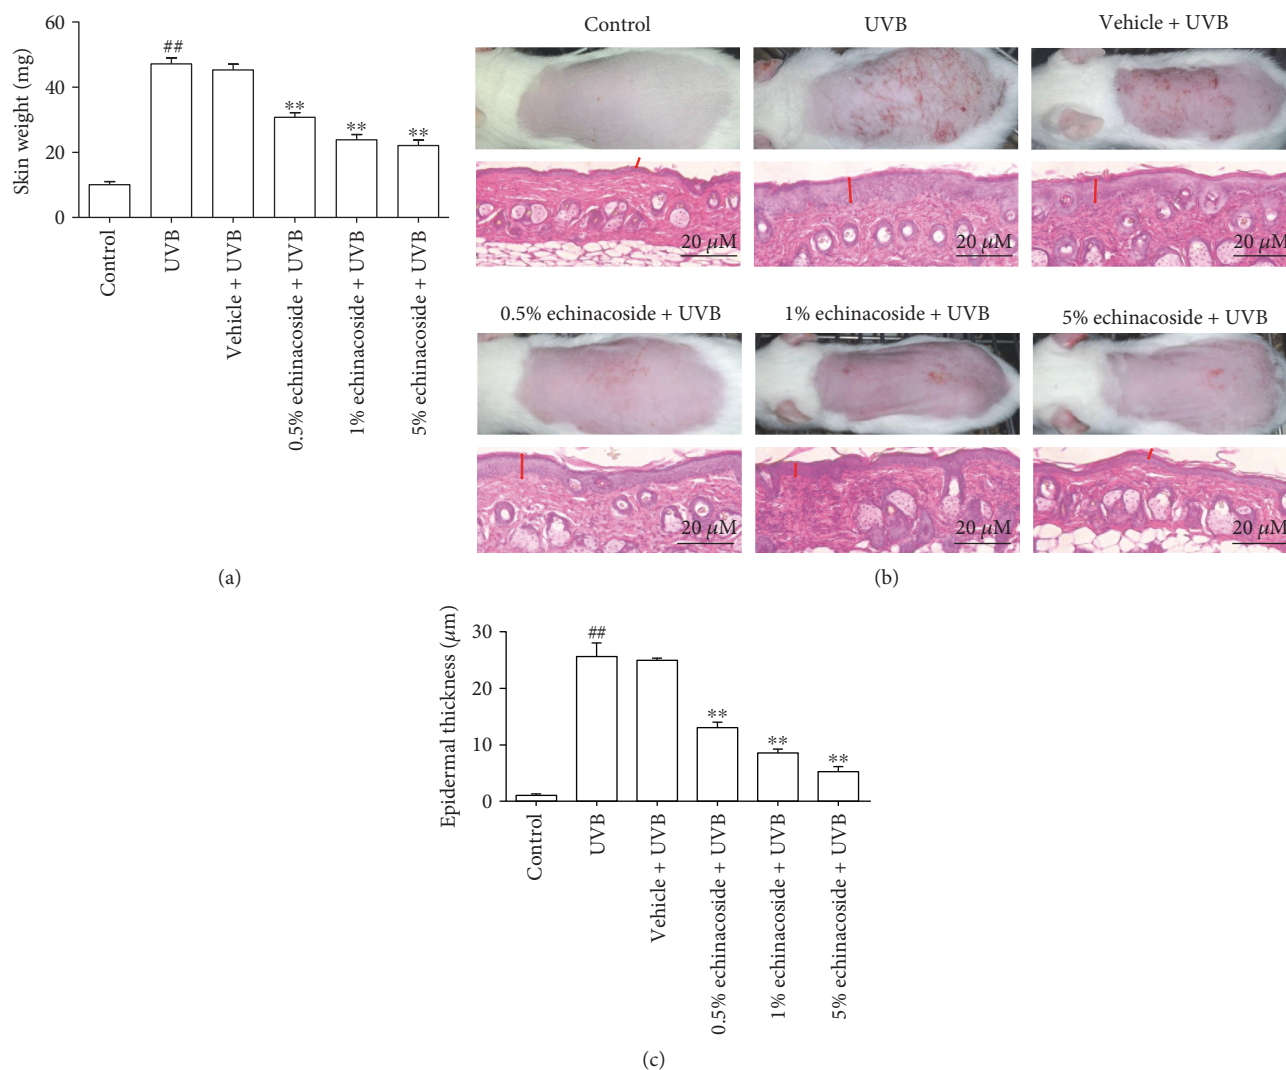 60
40
20
0
Skin weight (mg)
##
**
**
**
Control
UVB
Vehicle + UVB
0.5% echinacoside + UVB
1% echinacoside + UVB
5% echinacoside + UVB
(a)
Control
UVB
Vehicle + UVB
20 μM
20 μM
20 μM
0.5% echinacoside + UVB
1% echinacoside + UVB
5% echinacoside + UVB
20 μM
20 μM
20 μM
(b)
30
20
10
0
Epidermal thickness (μm)
##
**
**
**
Control
UVB
Vehicle + UVB
0.5% echinacoside + UVB
1% echinacoside + UVB
5% echinacoside + UVB
(c)